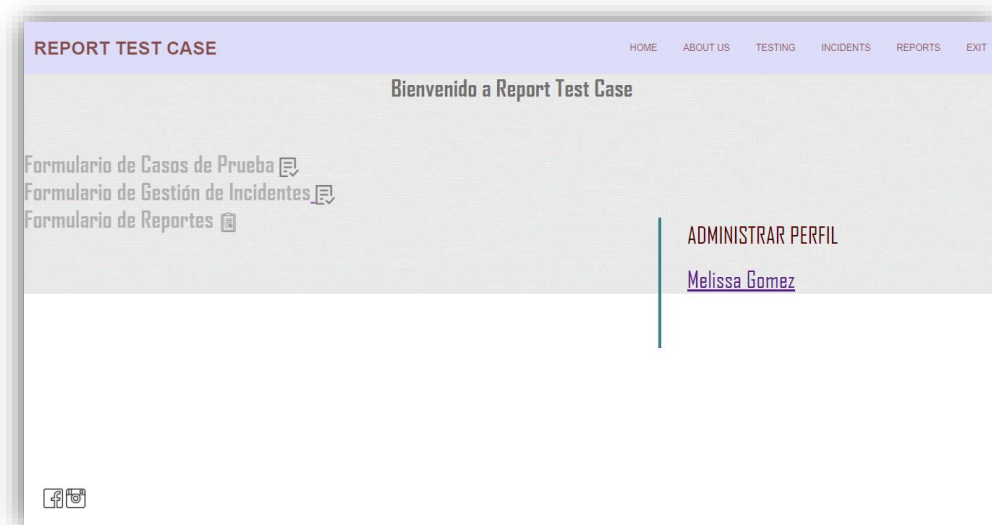 REPORT TEST CASE
HOME ABOUT US TESTING INCIDENTS REPORTS EXIT
Bienvenido a Report Test Case
Formulario de Casos de Prueba
Formulario de Gestión de Incidentes
Formulario de Reportes
ADMINISTRAR PERFIL
Melissa Gomez